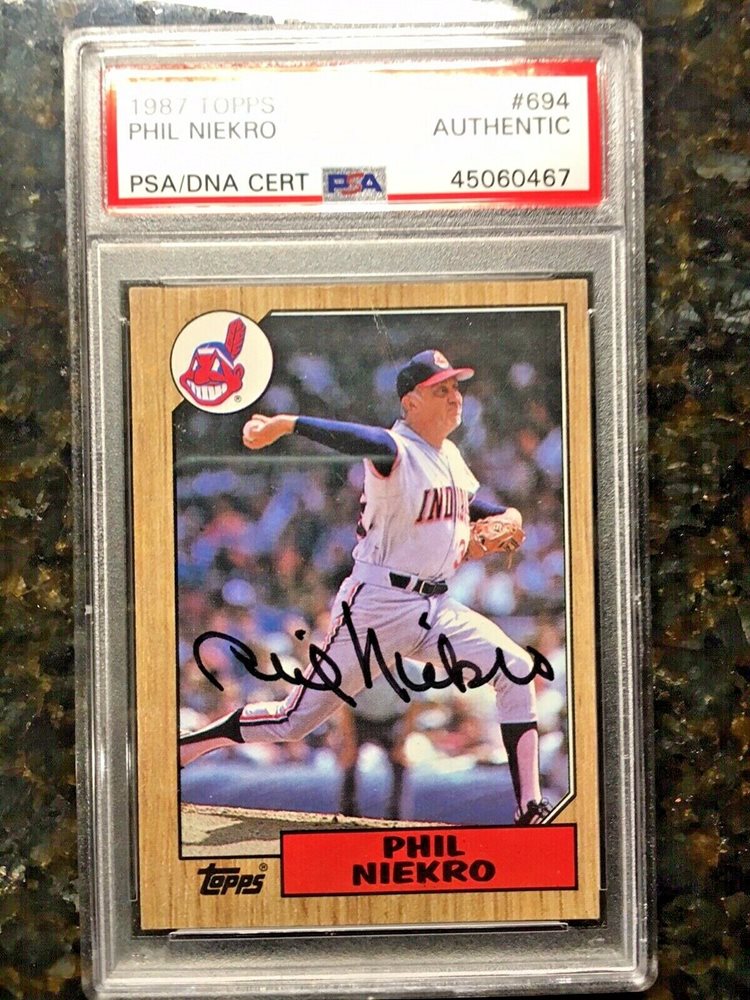 1987 TOPPS #694
PHIL NIEKRO AUTHENTIC
PSA/DNA CERT PSA 45060467
INDI
Phil Niekro
topps®
PHIL
NIEKRO